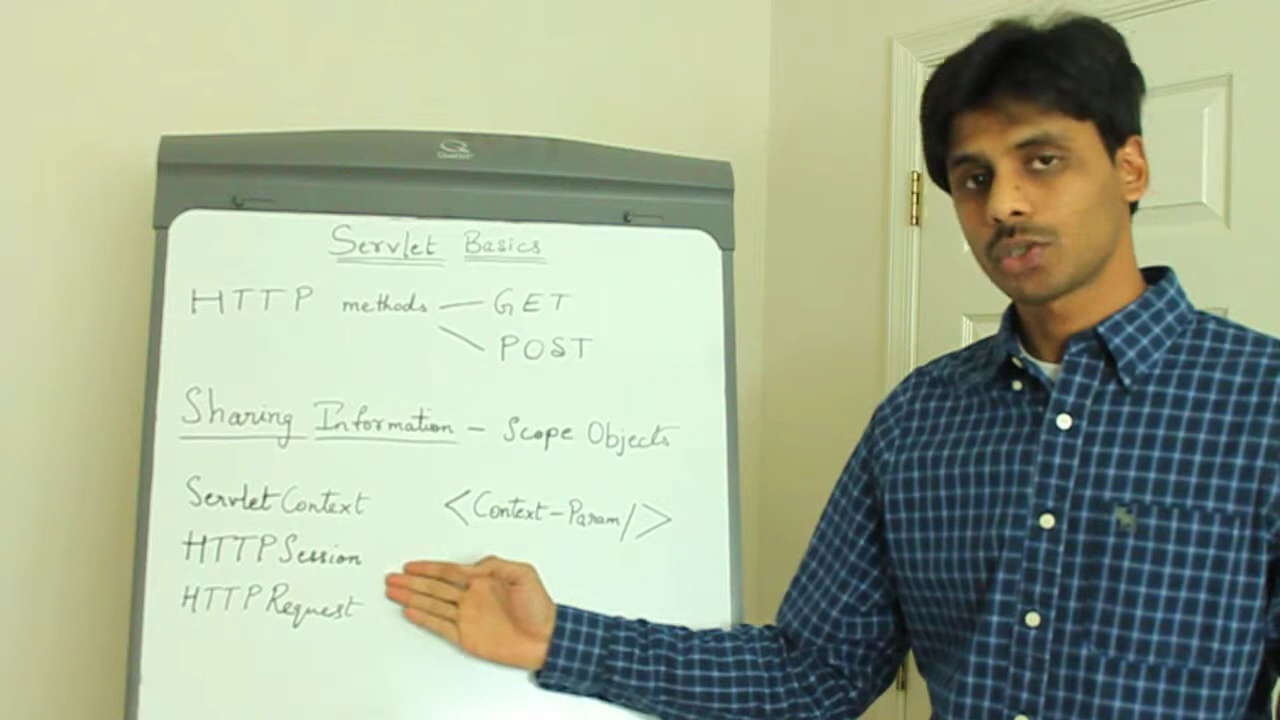 Servlet Basics
HTTP methods — GET
POST
Sharing Information – Scope Objects
ServletContext <Context-Param/>
HTTPSession
HTTPRequest